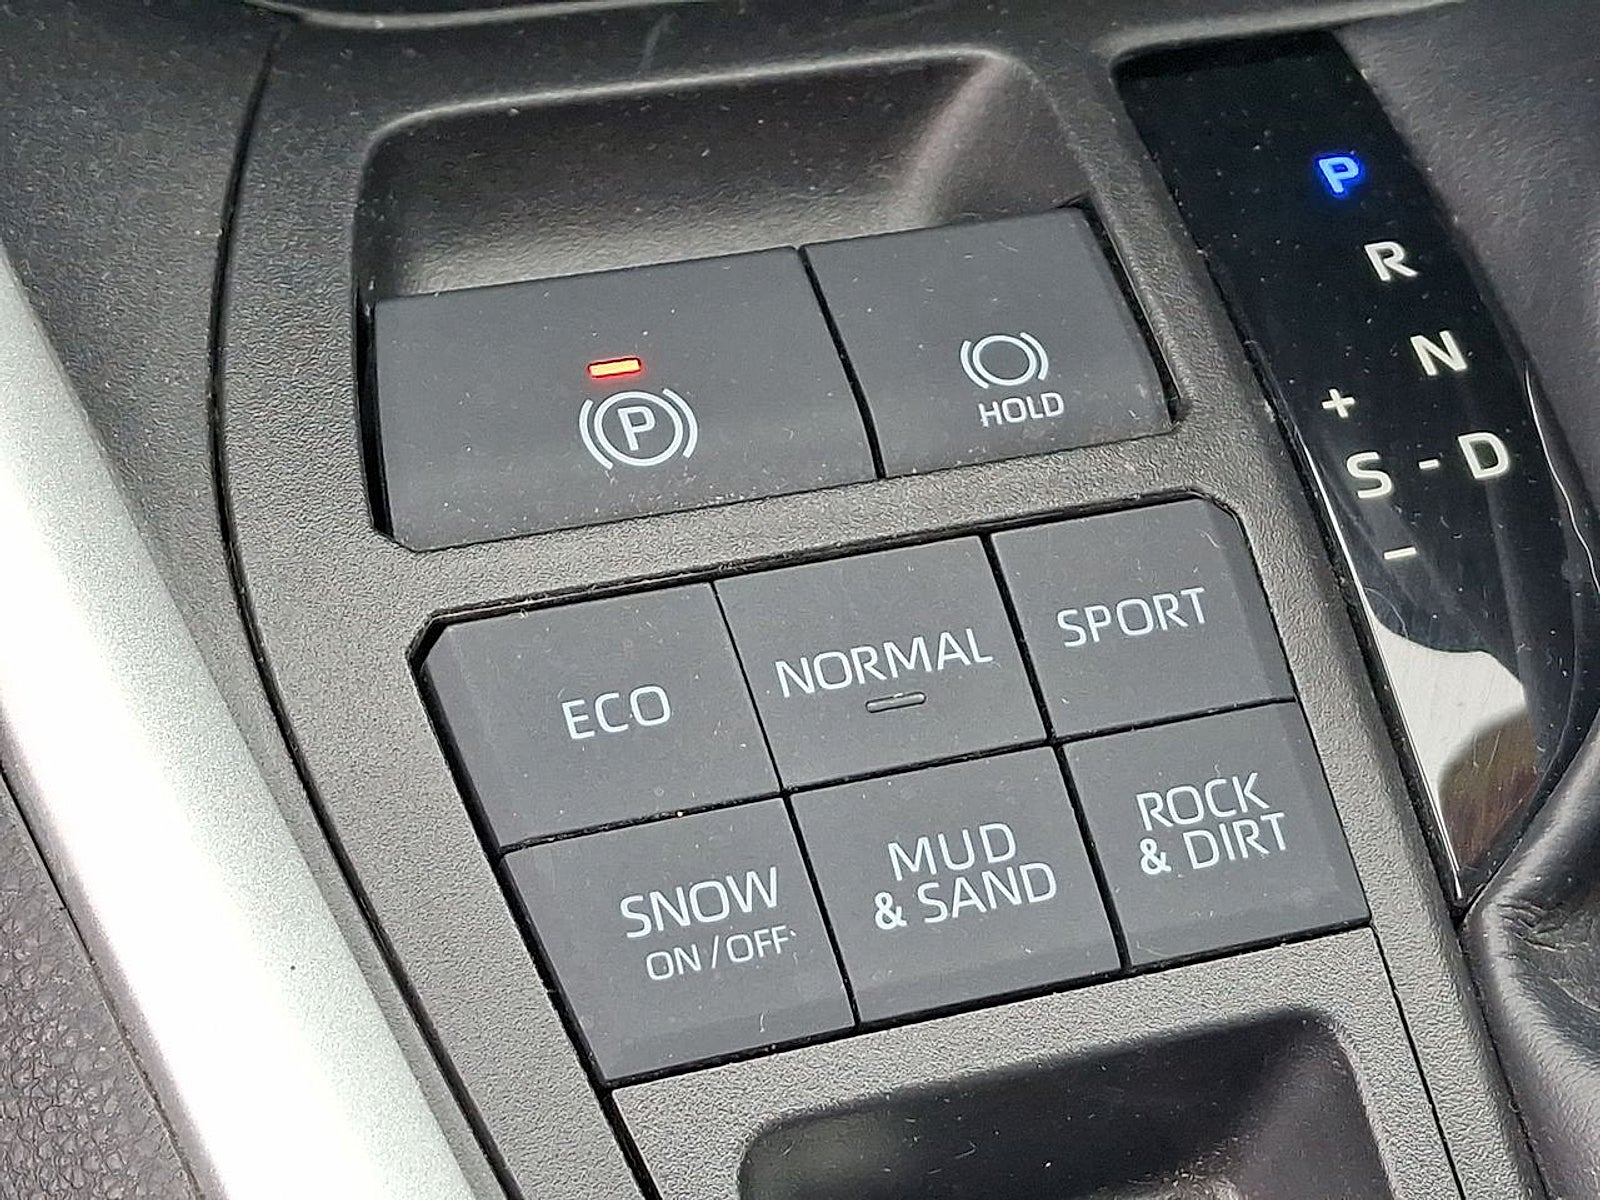 P
R
N
+
S - D
-
P
HOLD
ECO
NORMAL
SPORT
SNOW
ON/OFF
MUD
& SAND
ROCK
& DIRT